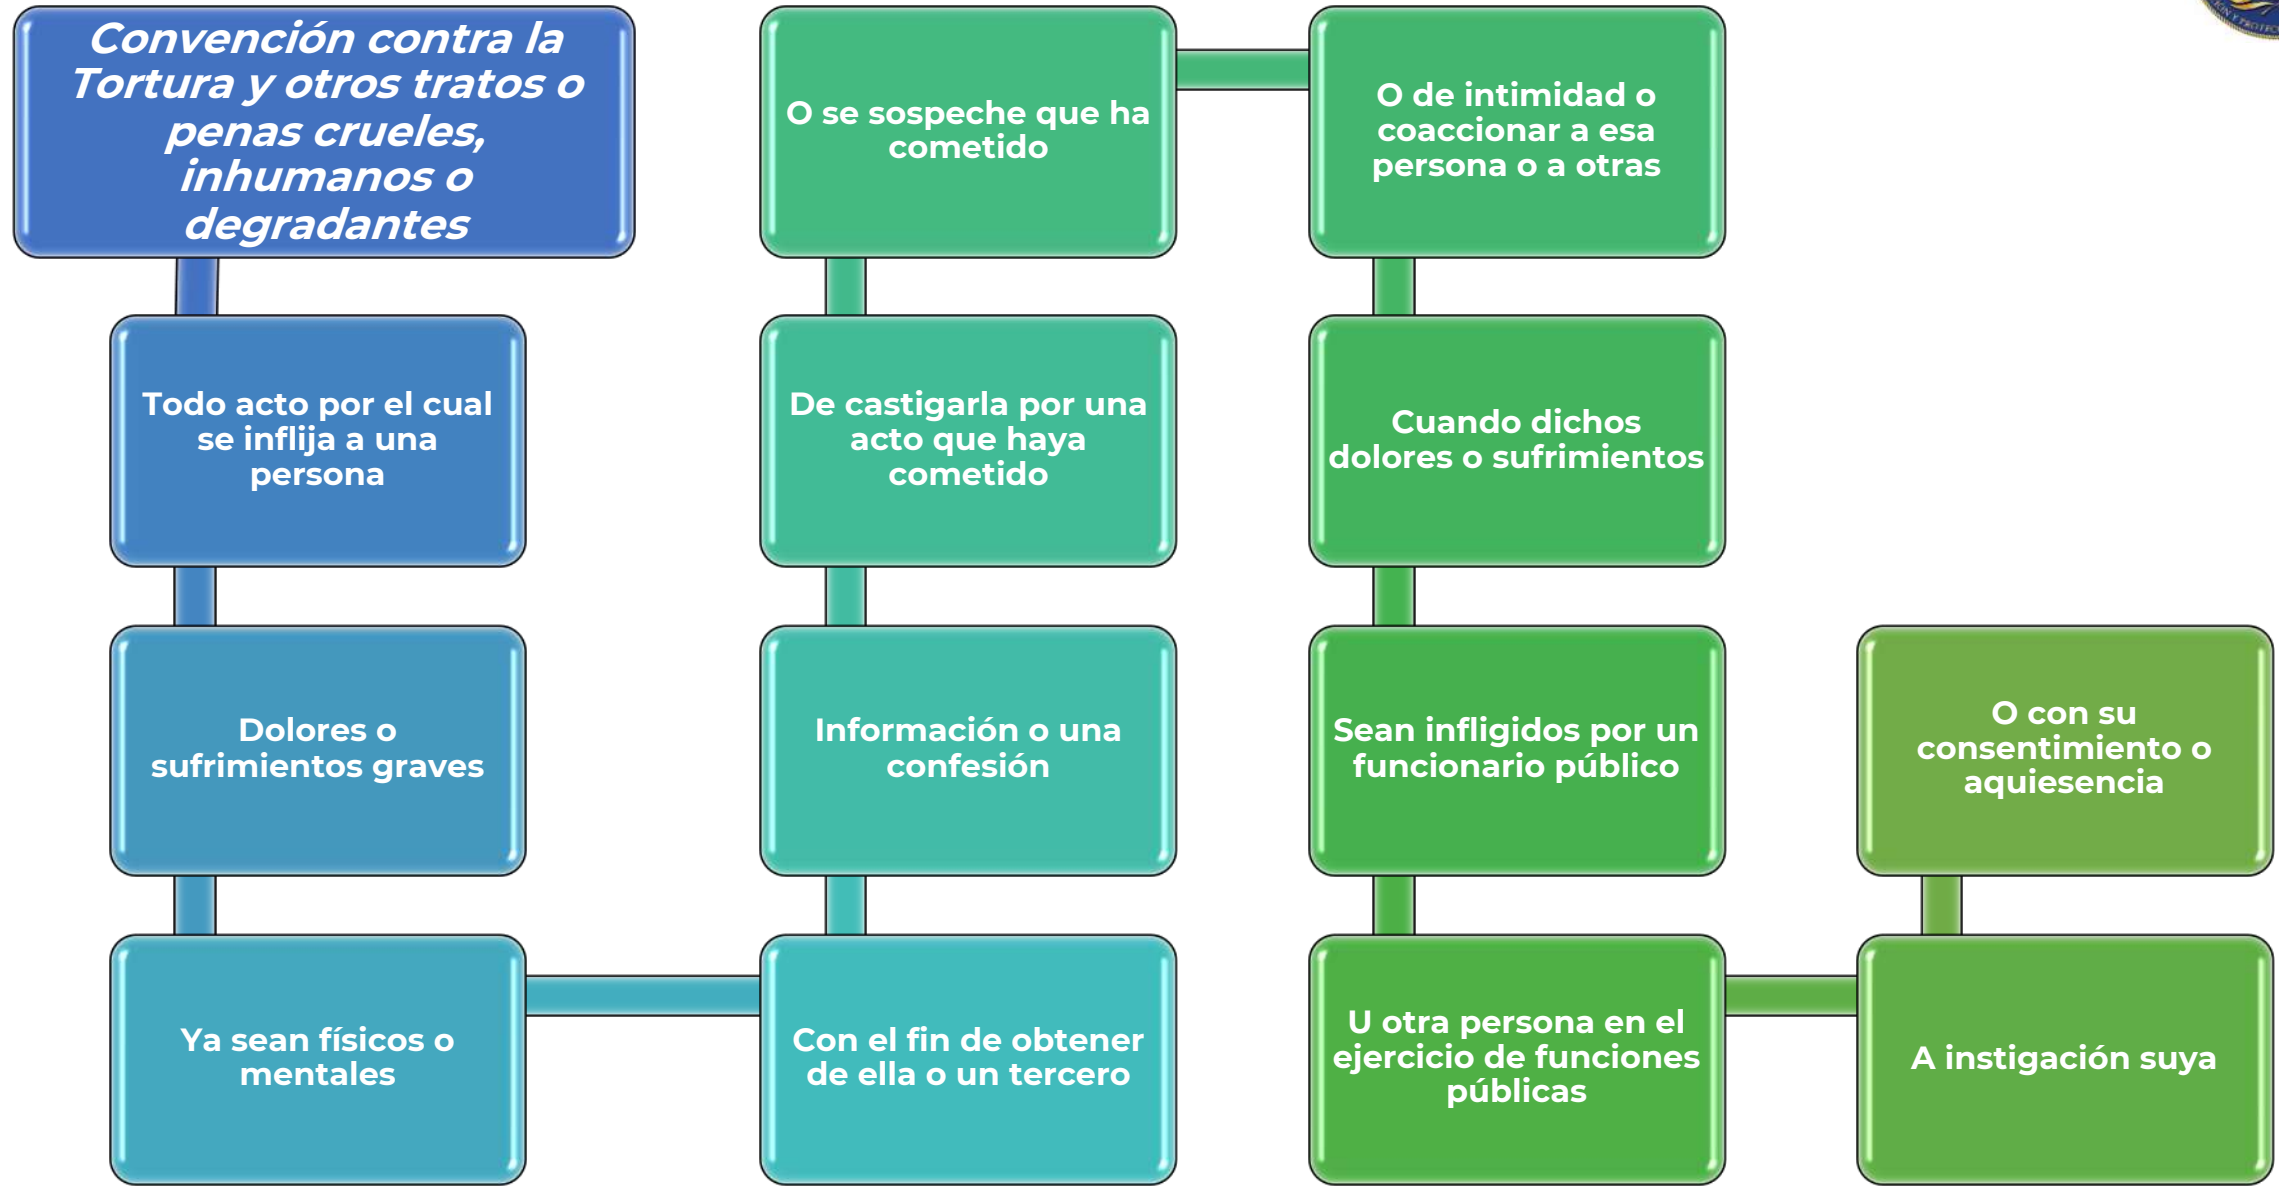 Convención contra la
Tortura y otros tratos o
penas crueles,
inhumanos o
degradantes
Todo acto por el cual
se inflija a una
persona
Dolores o
sufrimientos graves
Ya sean físicos o
mentales
Con el fin de obtener
de ella o un tercero
Información o una
confesión
De castigarla por una
acto que haya
cometido
O se sospeche que ha
cometido
O de intimidad o
coaccionar a esa
persona o a otras
Cuando dichos
dolores o sufrimientos
Sean infligidos por un
funcionario público
U otra persona en el
ejercicio de funciones
públicas
A instigación suya
O con su
consentimiento o
aquiesencia